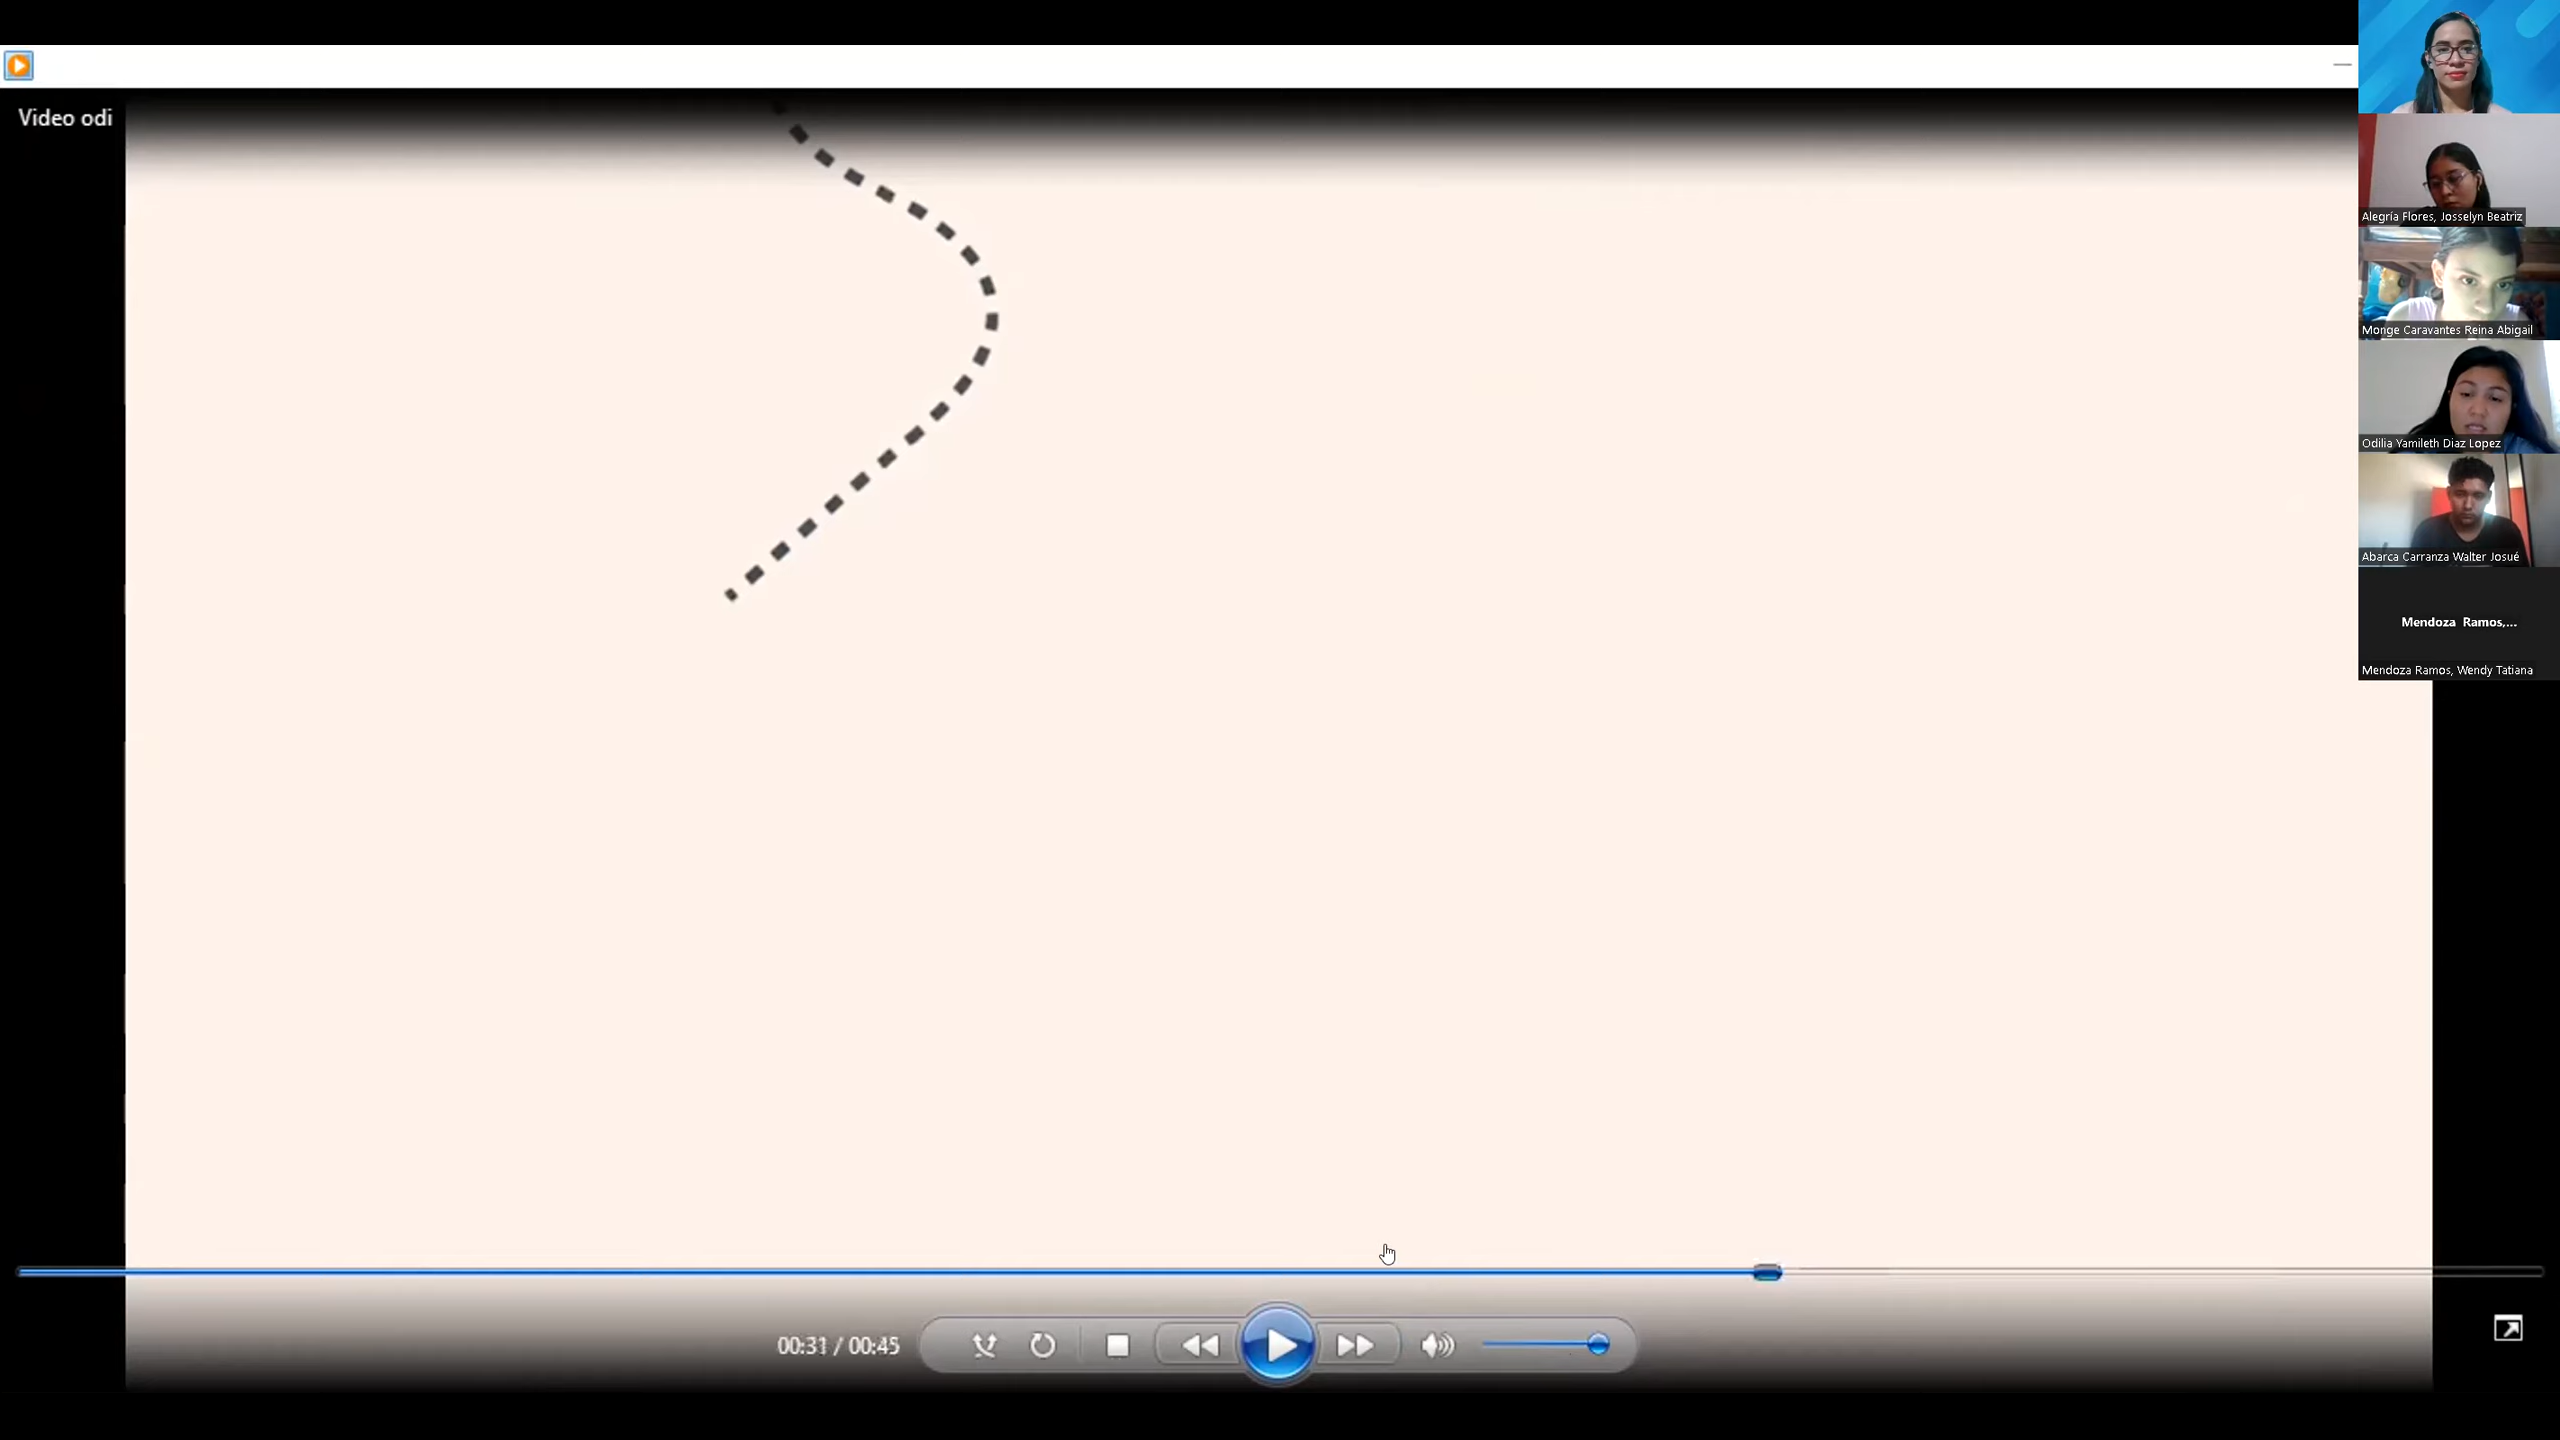 Video odi
Alegría Flores, Josselyn Beatriz
Monge Caravantes Reina Abigail
Odilia Yamileth Diaz Lopez
Abarca Carranza Walter Josué
Mendoza Ramos,...
Mendoza Ramos, Wendy Tatiana
00:31 / 00:45